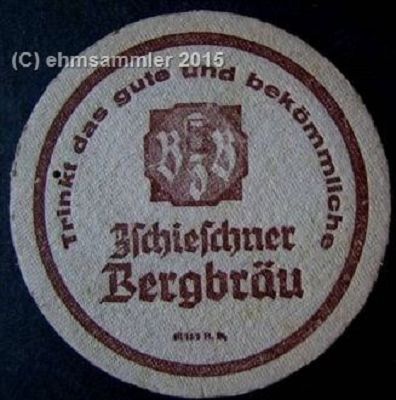 (C) ehmsammler 2015
Trinkt das gute und bekömmliche
B B
Zschieschner
Bergbräu